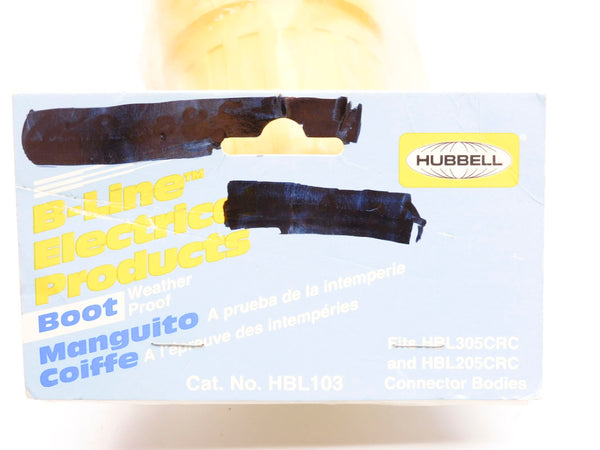 HUBBELL
B-Line™
Electrical
Products
Boot Weather
Proof
Manguito A prueba de la intemperie
Coiffe A l'épreuve des intempéries
Fits HBL305CRC
and HBL205CRC
Connector Bodies
Cat. No. HBL103